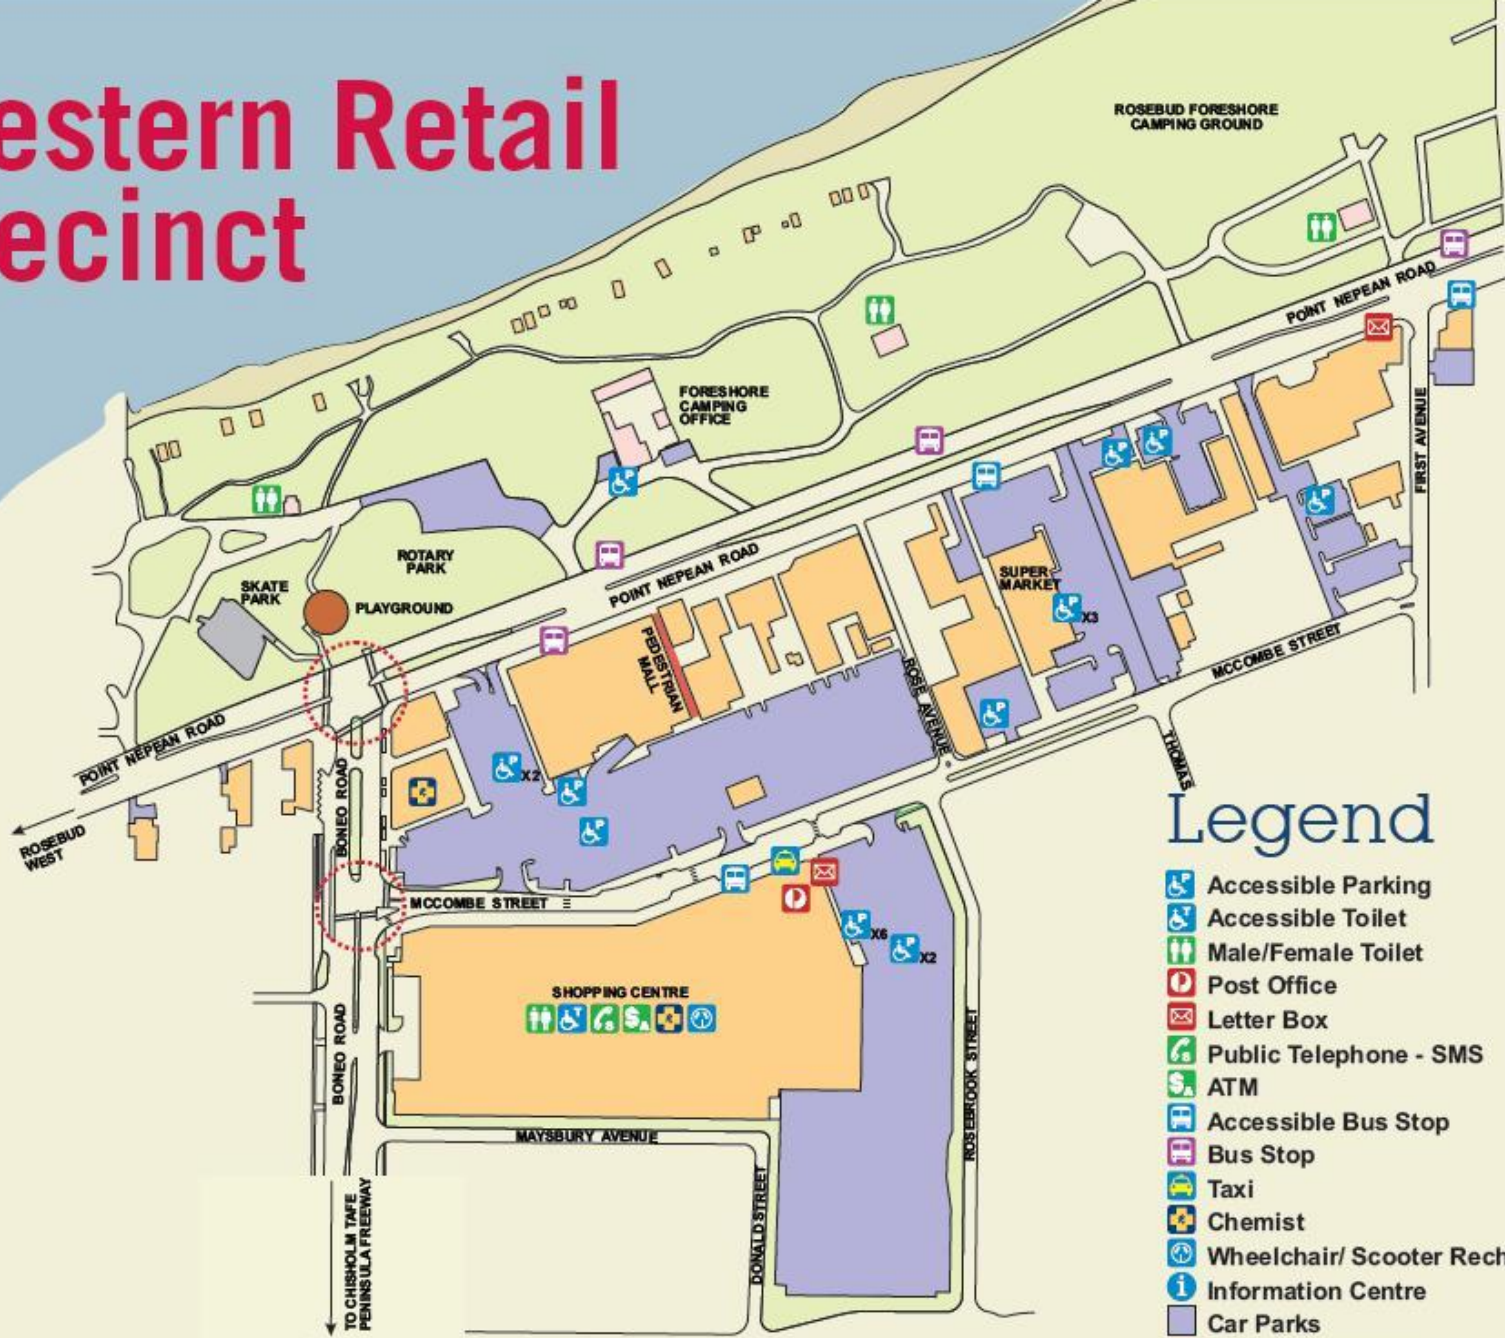 estern Retail
ecinct
ROSEBUD FORESHORE
CAMPING GROUND
POINT NEPEAN ROAD
FIRST AVENUE
FORESHORE
CAMPING
OFFICE
ROTARY
PARK
SKATE
PARK
PLAYGROUND
POINT NEPEAN ROAD
SUPER
MARKET
X3
PEDESTRIAN
MALL
MCCOMBE STREET
ROSE AVENUE
THOMAS
POINT NEPEAN ROAD
ROSEBUD
WEST
BONEO ROAD
X2
MCCOMBE STREET
X6
X2
SHOPPING CENTRE
BONEO ROAD
ROSEBROOK STREET
MAYSBURY AVENUE
DONALD STREET
TO CHISHOLM TAFE
PENINSULA FREEWAY
Legend
Accessible Parking
Accessible Toilet
Male/Female Toilet
Post Office
Letter Box
Public Telephone - SMS
ATM
Accessible Bus Stop
Bus Stop
Taxi
Chemist
Wheelchair/ Scooter Rech
Information Centre
Car Parks